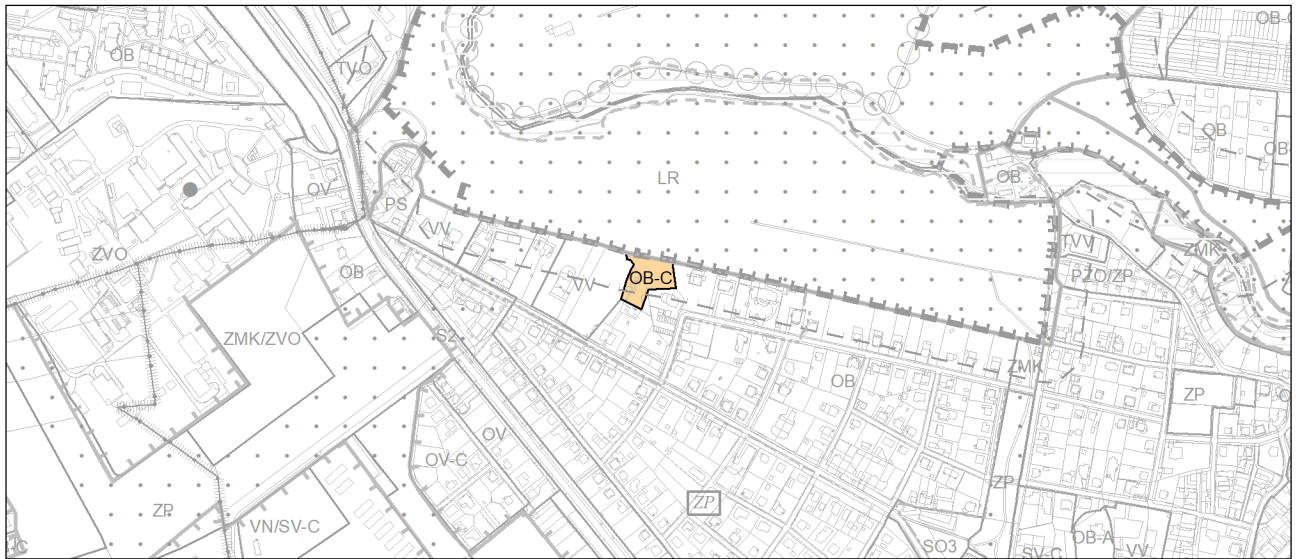 OB-C
OB
TVO
LR
OB
OB-
OB
OV
PS
VV
ZVO
OB
VV
OB-C
TVV
PZO/ZP
ZMK
ZMK/ZVO
S2
ZMK
OB
ZP
OV
OV-C
ZP
ZP
ZP
VN/SV-C
SO3
SV-C
OB-A
VV